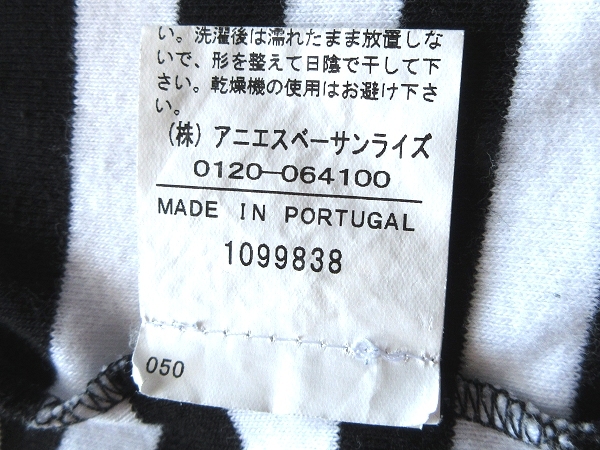 い。洗濯後は濡れたまま放置しな
いで、形を整えて日陰で干して下
さい。乾燥機の使用はお避け下さ
い。
(株) アニエスベーサンライズ
0120-064100
MADE IN PORTUGAL
1099838
050